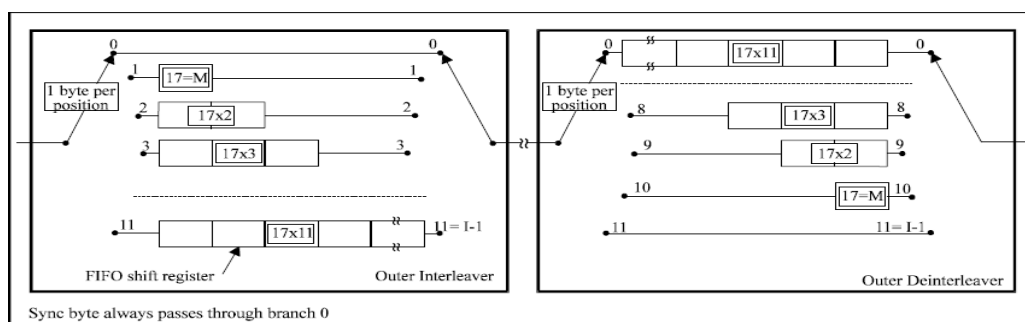 0 0
1 17=M 1
1 byte per
position
2 17x2 2
3 17x3 3
11 17x11 11= I-1
FIFO shift register
Outer Interleaver
0 17x11 0
1 byte per
position
8 17x3 8
9 17x2 9
10 17=M 10
11 11= I-1
Outer Deinterleaver
Sync byte always passes through branch 0